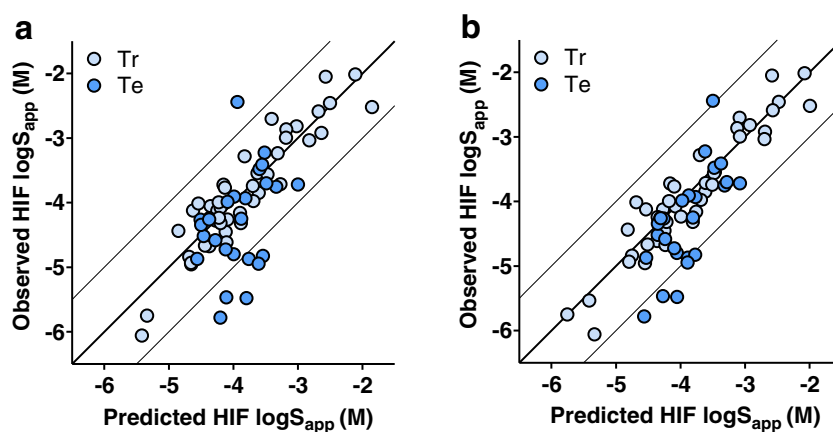 a
Tr
Te
Observed HIF logSapp (M)
-2
-3
-4
-5
-6
-6 -5 -4 -3 -2
Predicted HIF logSapp (M)
b
Tr
Te
Observed HIF logSapp (M)
-2
-3
-4
-5
-6
-6 -5 -4 -3 -2
Predicted HIF logSapp (M)